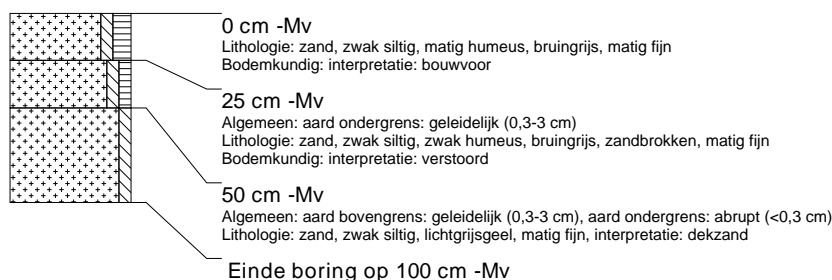 0 cm -Mv
Lithologie: zand, zwak siltig, matig humeus, bruingrijs, matig fijn
Bodemkundig: interpretatie: bouwvoor
25 cm -Mv
Algemeen: aard ondergrens: geleidelijk (0,3-3 cm)
Lithologie: zand, zwak siltig, zwak humeus, bruingrijs, zandbrokken, matig fijn
Bodemkundig: interpretatie: verstoord
50 cm -Mv
Algemeen: aard bovengrens: geleidelijk (0,3-3 cm), aard ondergrens: abrupt (<0,3 cm)
Lithologie: zand, zwak siltig, lichtgrijsgeel, matig fijn, interpretatie: dekzand
Einde boring op 100 cm -Mv